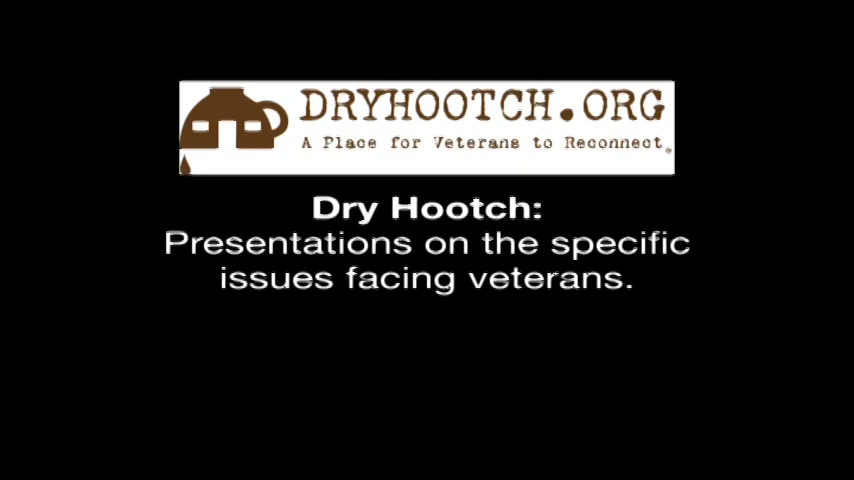 DRYHOOTCH.ORG
A Place for Veterans to Reconnect
Dry Hootch:
Presentations on the specific
issues facing veterans.